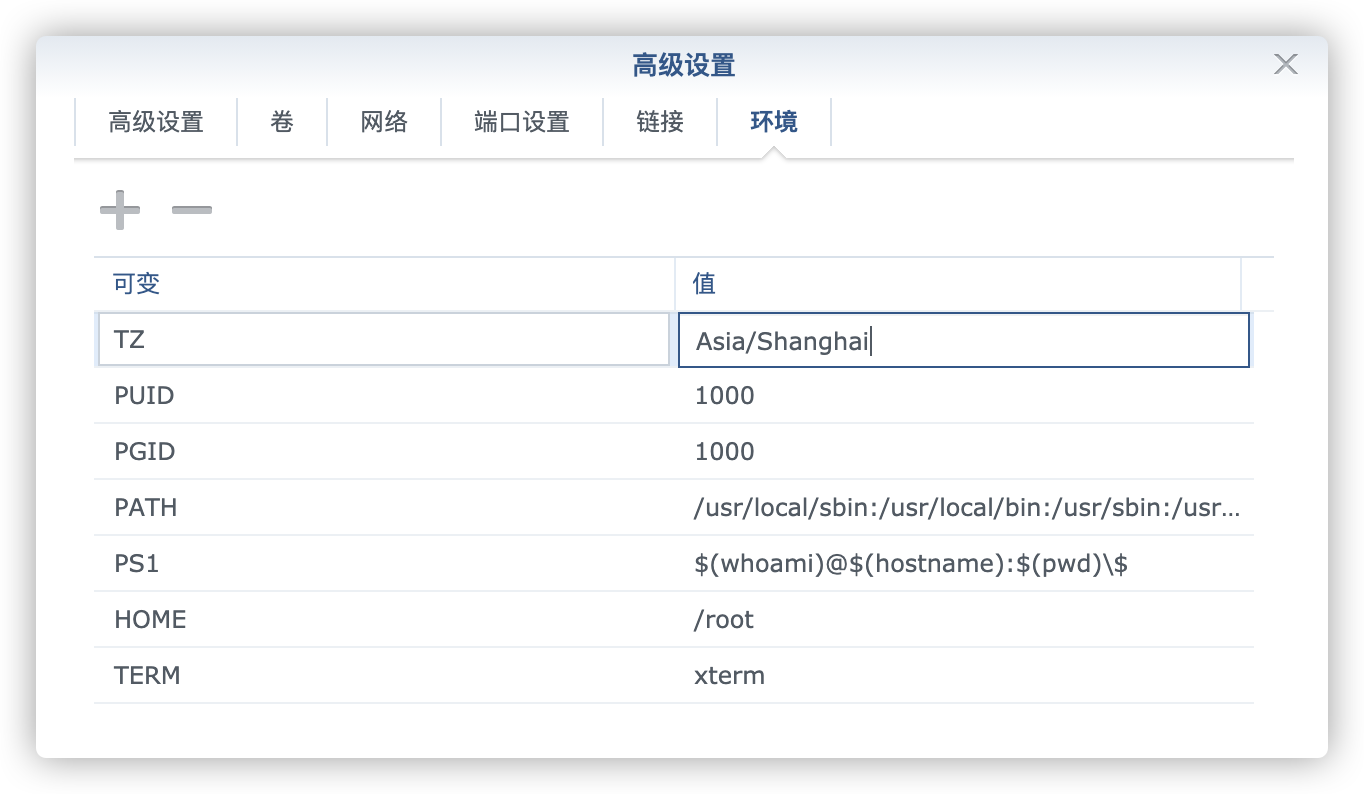 高级设置
高级设置 卷 网络 端口设置 链接 环境
可变 值
TZ Asia/Shanghai
PUID 1000
PGID 1000
PATH /usr/local/sbin:/usr/local/bin:/usr/sbin:/usr...
PS1 $(whoami)@$(hostname):$(pwd)\$
HOME /root
TERM xterm